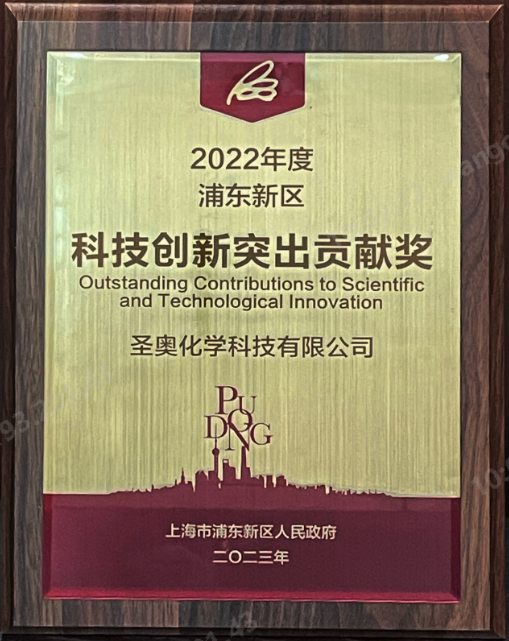 2022年度
浦东新区
科技创新突出贡献奖
Outstanding Contributions to Scientific
and Technological Innovation
圣奥化学科技有限公司
PU
DONG
上海市浦东新区人民政府
二〇二三年